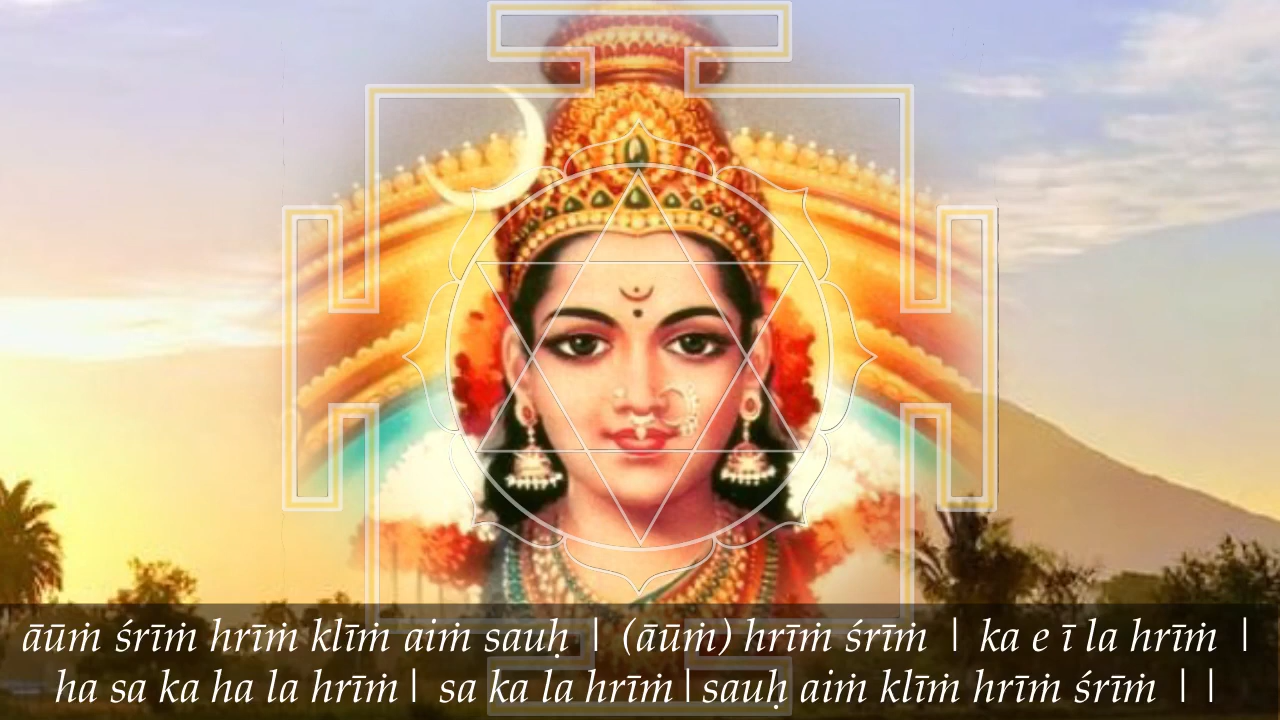 āūṁ śrīṁ hrīṁ klīṁ aiṁ sauḥ | (āūṁ) hrīṁ śrīṁ | ka e ī la hrīṁ |
ha sa ka ha la hrīṁ| sa ka la hrīṁ|sauḥ aiṁ klīṁ hrīṁ śrīṁ ||